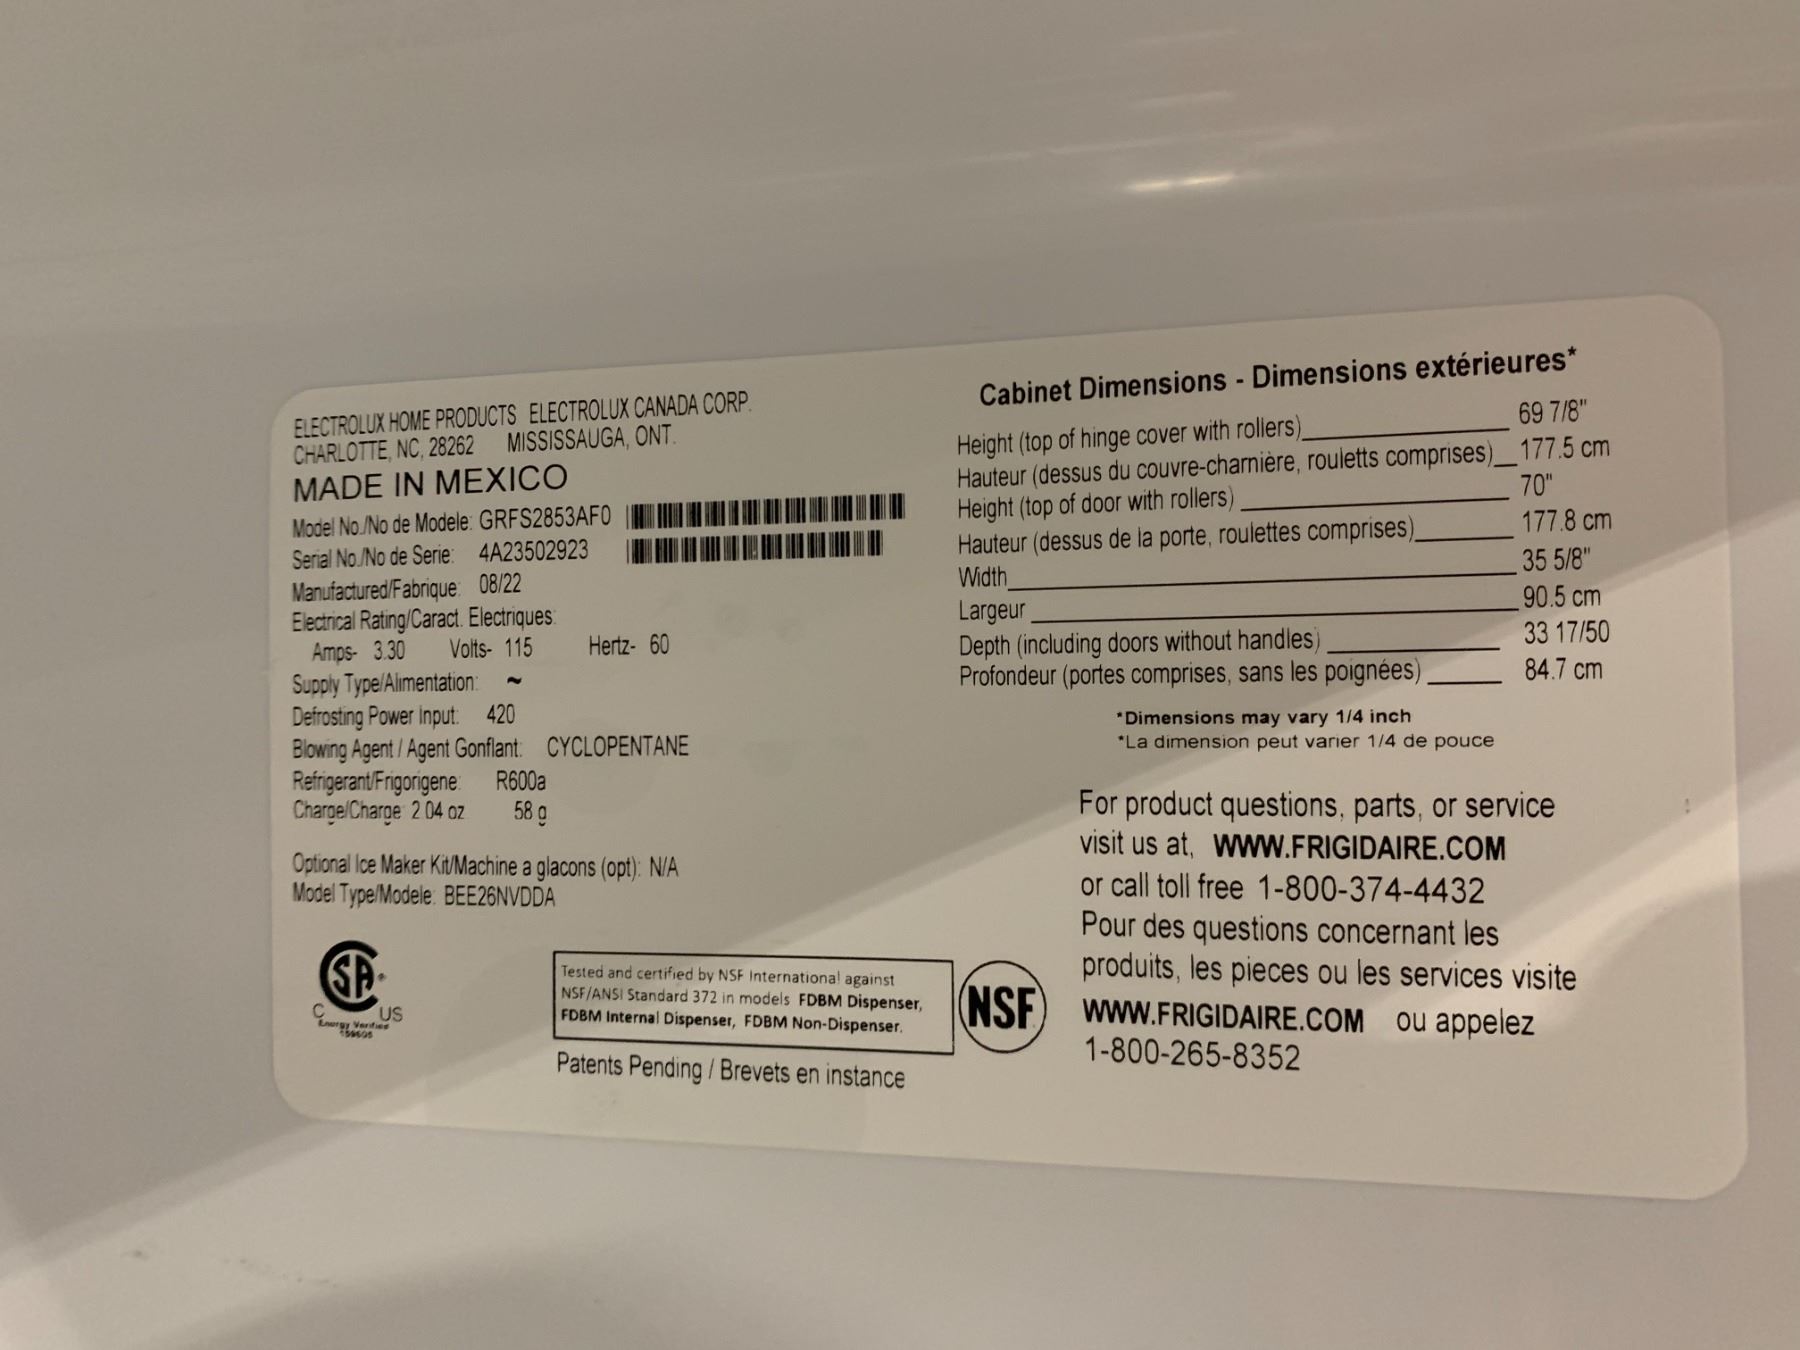 ELECTROLUX HOME PRODUCTS ELECTROLUX CANADA CORP.
CHARLOTTE, NC, 28262 MISSISSAUGA, ONT.
MADE IN MEXICO
Model No./No de Modele: GRFS2853AF0
Serial No./No de Serie: 4A23502923
Manufactured/Fabrique: 08/22
Electrical Rating/Caract. Electriques:
Amps- 3.30 Volts- 115 Hertz- 60
Supply Type/Alimentation: ~
Defrosting Power Input: 420
Blowing Agent / Agent Gonflant: CYCLOPENTANE
Refrigerant/Frigorigene: R600a
Charge/Charge 2.04 oz 58 g
Optional Ice Maker Kit/Machine a glacons (opt): N/A
Model Type/Modele: BEE26NVDDA
SA
C US
Energy Verified
Tested and certified by NSF International against
NSF/ANSI Standard 372 in models FDBM Dispenser,
FDBM Internal Dispenser, FDBM Non-Dispenser.
NSF
Patents Pending / Brevets en instance
Cabinet Dimensions - Dimensions extérieures*
Height (top of hinge cover with rollers) 69 7/8"
Hauteur (dessus du couvre-charnière, rouletts comprises) 177.5 cm
Height (top of door with rollers) 70"
Hauteur (dessus de la porte, roulettes comprises) 177.8 cm
Width 35 5/8"
Largeur 90.5 cm
Depth (including doors without handles) 33 17/50
Profondeur (portes comprises, sans les poignées) 84.7 cm
*Dimensions may vary 1/4 inch
*La dimension peut varier 1/4 de pouce
For product questions, parts, or service
visit us at, WWW.FRIGIDAIRE.COM
or call toll free 1-800-374-4432
Pour des questions concernant les
produits, les pieces ou les services visite
WWW.FRIGIDAIRE.COM ou appelez
1-800-265-8352